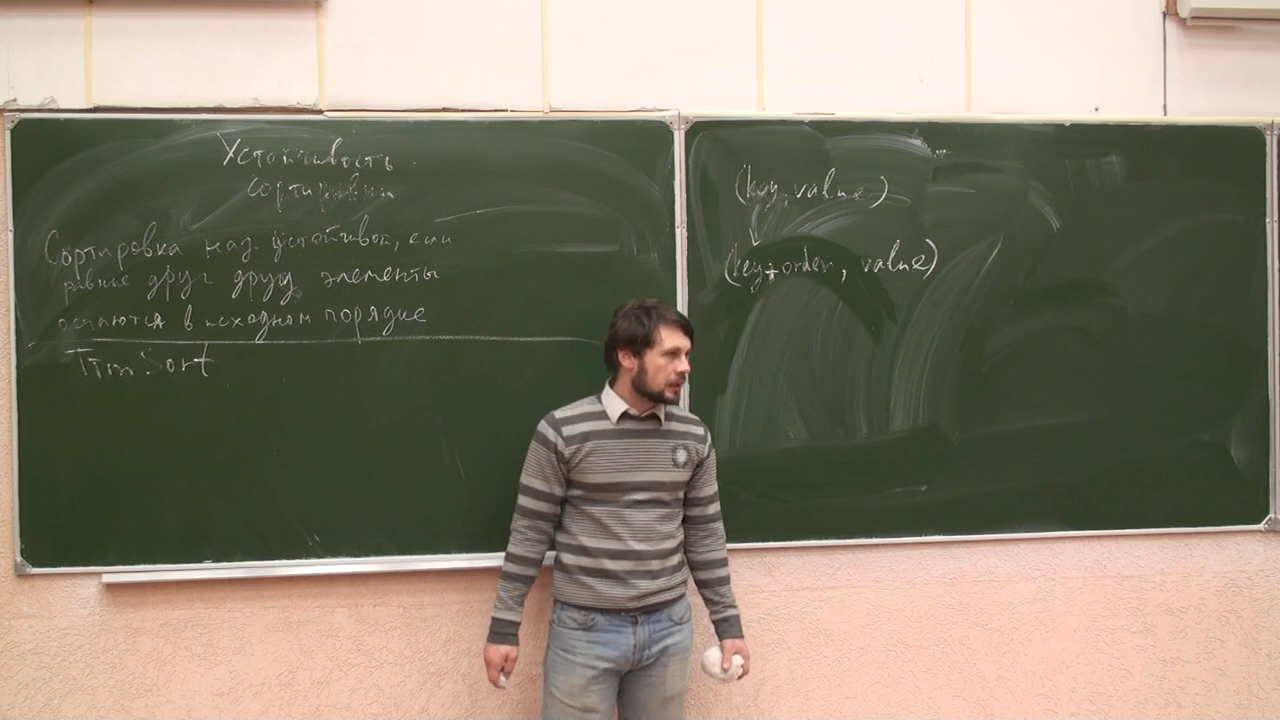 Устойчивость
сортировки
Сортировка наз. устойчивой, если
равные друг другу элементы
остаются в исходном порядке
TimSort
(key, value)
(key+order, value)